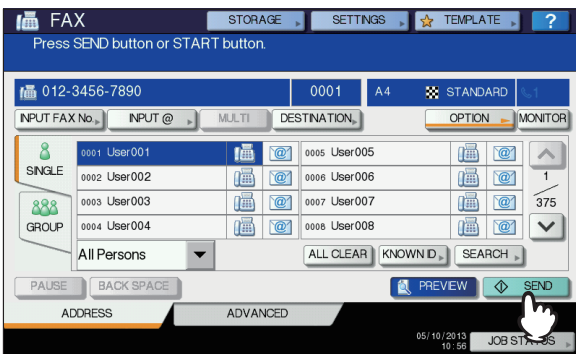 FAX STORAGE SETTINGS TEMPLATE ?
Press SEND button or START button.
012-3456-7890 0001 A4 STANDARD 1
INPUT FAX No. INPUT @ MULTI DESTINATION OPTION MONITOR
SINGLE
GROUP
0001 User001 @ 0005 User005 @
0002 User002 @ 0006 User006 @
0003 User003 @ 0007 User007 @
0004 User004 @ 0008 User008 @
1
375
All Persons ALL CLEAR KNOWN ID SEARCH
PAUSE BACK SPACE PREVIEW SEND
ADDRESS ADVANCED
05/10/2013
10:56
JOB STATUS